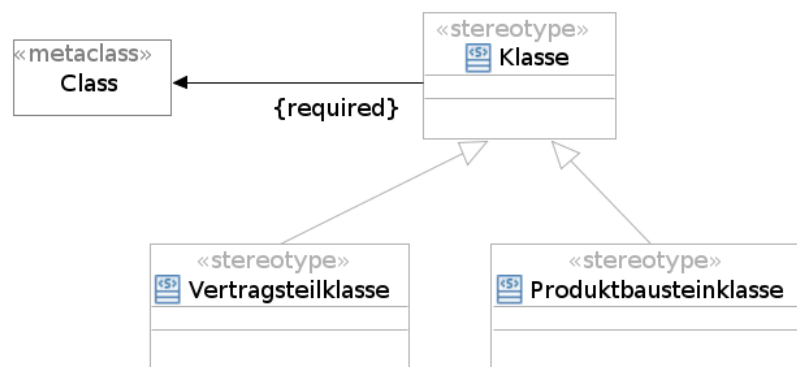 «metaclass»
Class
{required}
«stereotype»
<S> Klasse
«stereotype»
<S> Vertragsteilklasse
«stereotype»
<S> Produktbausteinklasse